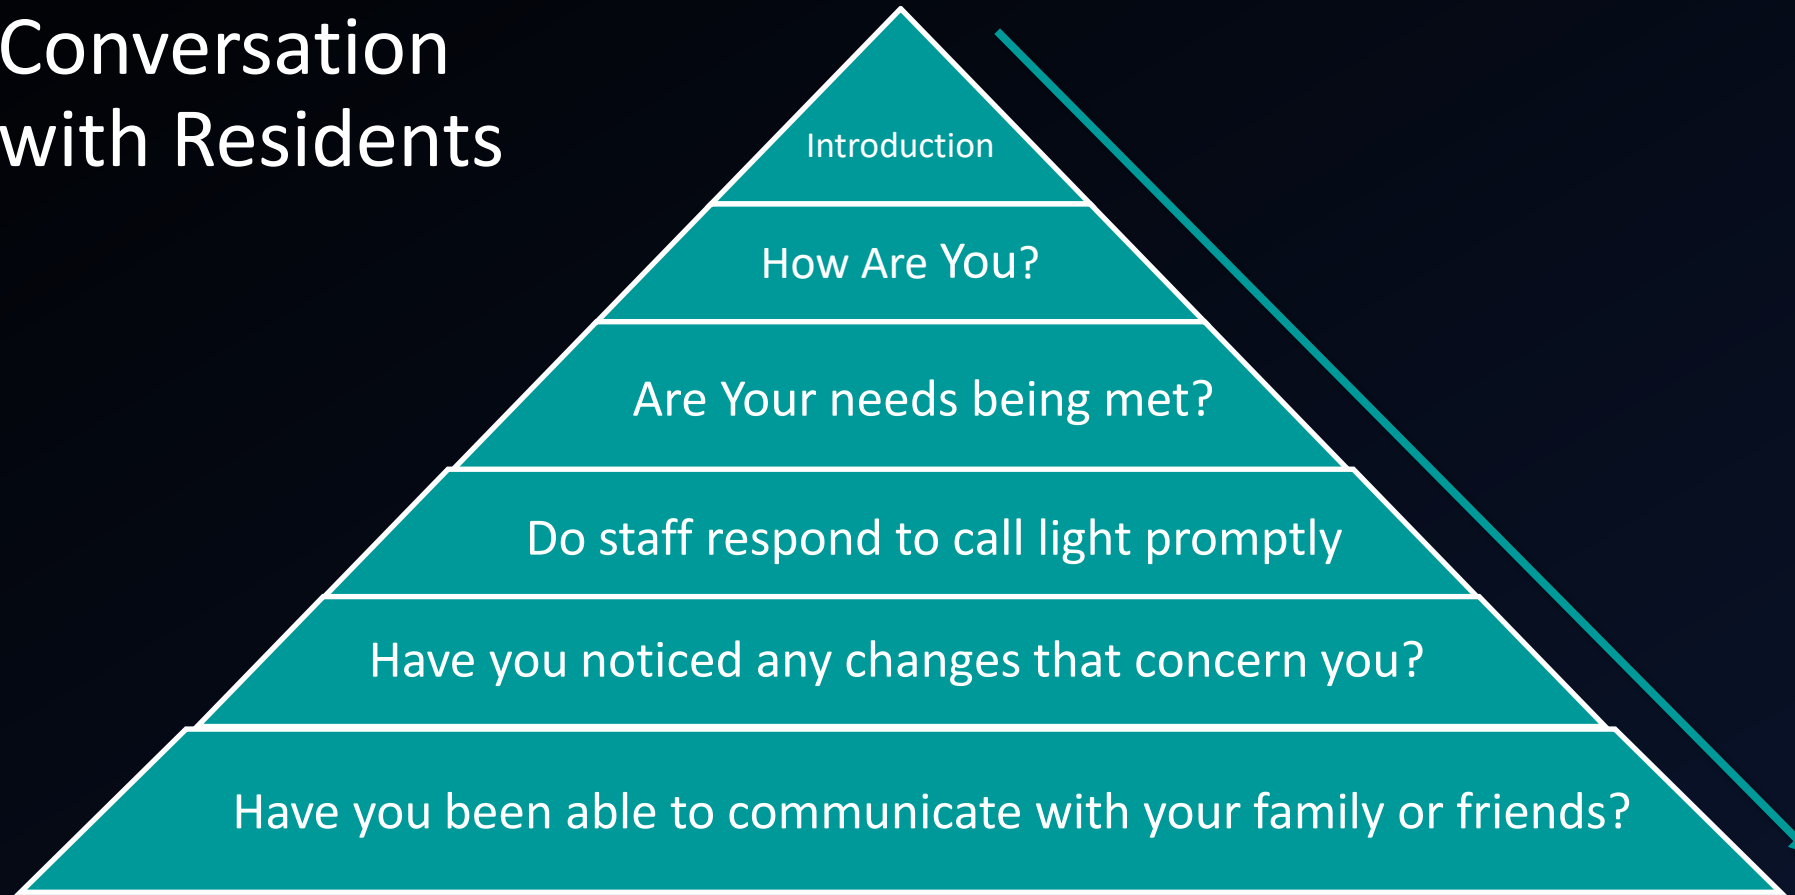 Conversation
with Residents
Introduction
How Are You?
Are Your needs being met?
Do staff respond to call light promptly
Have you noticed any changes that concern you?
Have you been able to communicate with your family or friends?